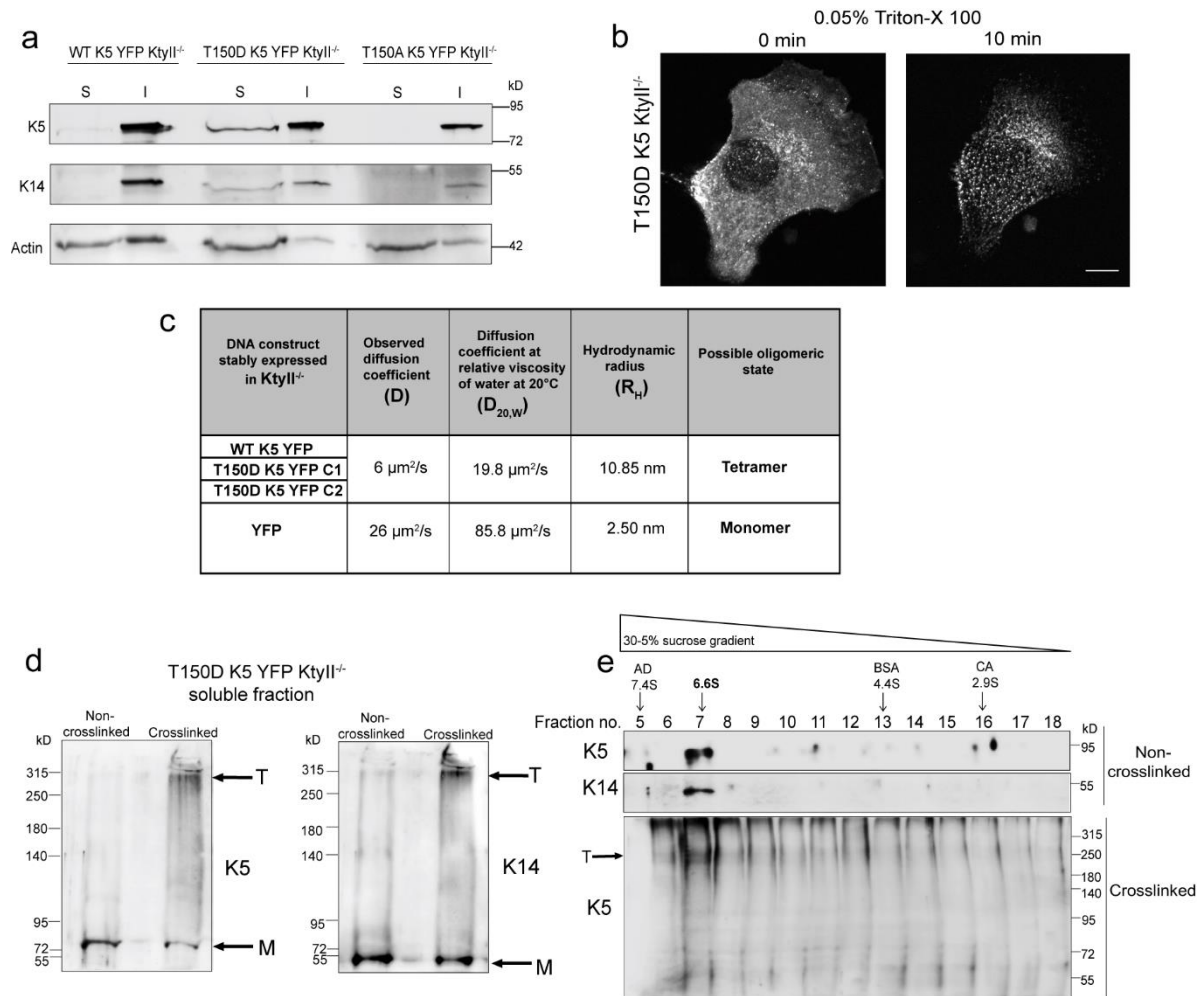 a
WT K5 YFP KtyII-/- T150D K5 YFP KtyII-/- T150A K5 YFP KtyII-/-
S I S I S I
kD
K5
95
72
K14
55
Actin
42
b
0.05% Triton-X 100
0 min 10 min
T150D K5 KtyII-/-
c
DNA construct
stably expressed
in KtyII-/-
Observed
diffusion
coefficient
(D)
Diffusion
coefficient at
relative viscosity
of water at 20°C
(D20,W)
Hydrodynamic
radius
(RH)
Possible oligomeric
state
WT K5 YFP
T150D K5 YFP C1
T150D K5 YFP C2
6 µm²/s
19.8 µm²/s
10.85 nm
Tetramer
YFP
26 µm²/s
85.8 µm²/s
2.50 nm
Monomer
d
T150D K5 YFP KtyII-/-
soluble fraction
Non-
crosslinked
Crosslinked
kD
315
250
180
140
95
72
55
T
K5
M
Non-
crosslinked
Crosslinked
kD
315
250
180
140
95
72
55
T
K14
M
e
30-5% sucrose gradient
AD
7.4S
6.6S
BSA
4.4S
CA
2.9S
Fraction no. 5 6 7 8 9 10 11 12 13 14 15 16 17 18 kD
K5
95
K14
55
Non-
crosslinked
T
K5
315
250
180
140
95
72
55
Crosslinked